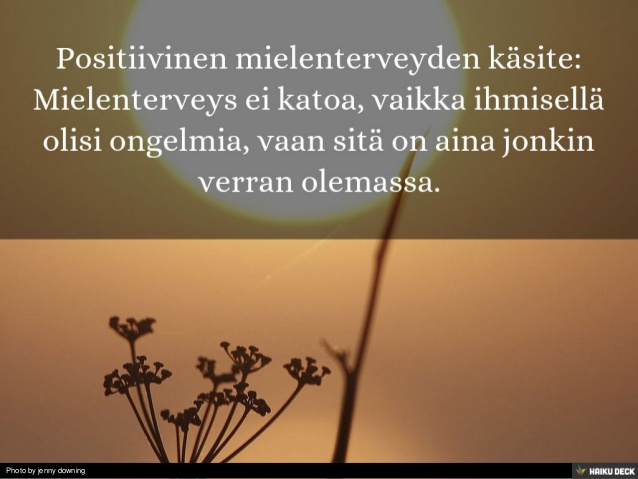 Positiivinen mielenterveyden käsite:
Mielenterveys ei katoa, vaikka ihmisellä
olisi ongelmia, vaan sitä on aina jonkin
verran olemassa.
Photo by jenny downing
HAIKU DECK